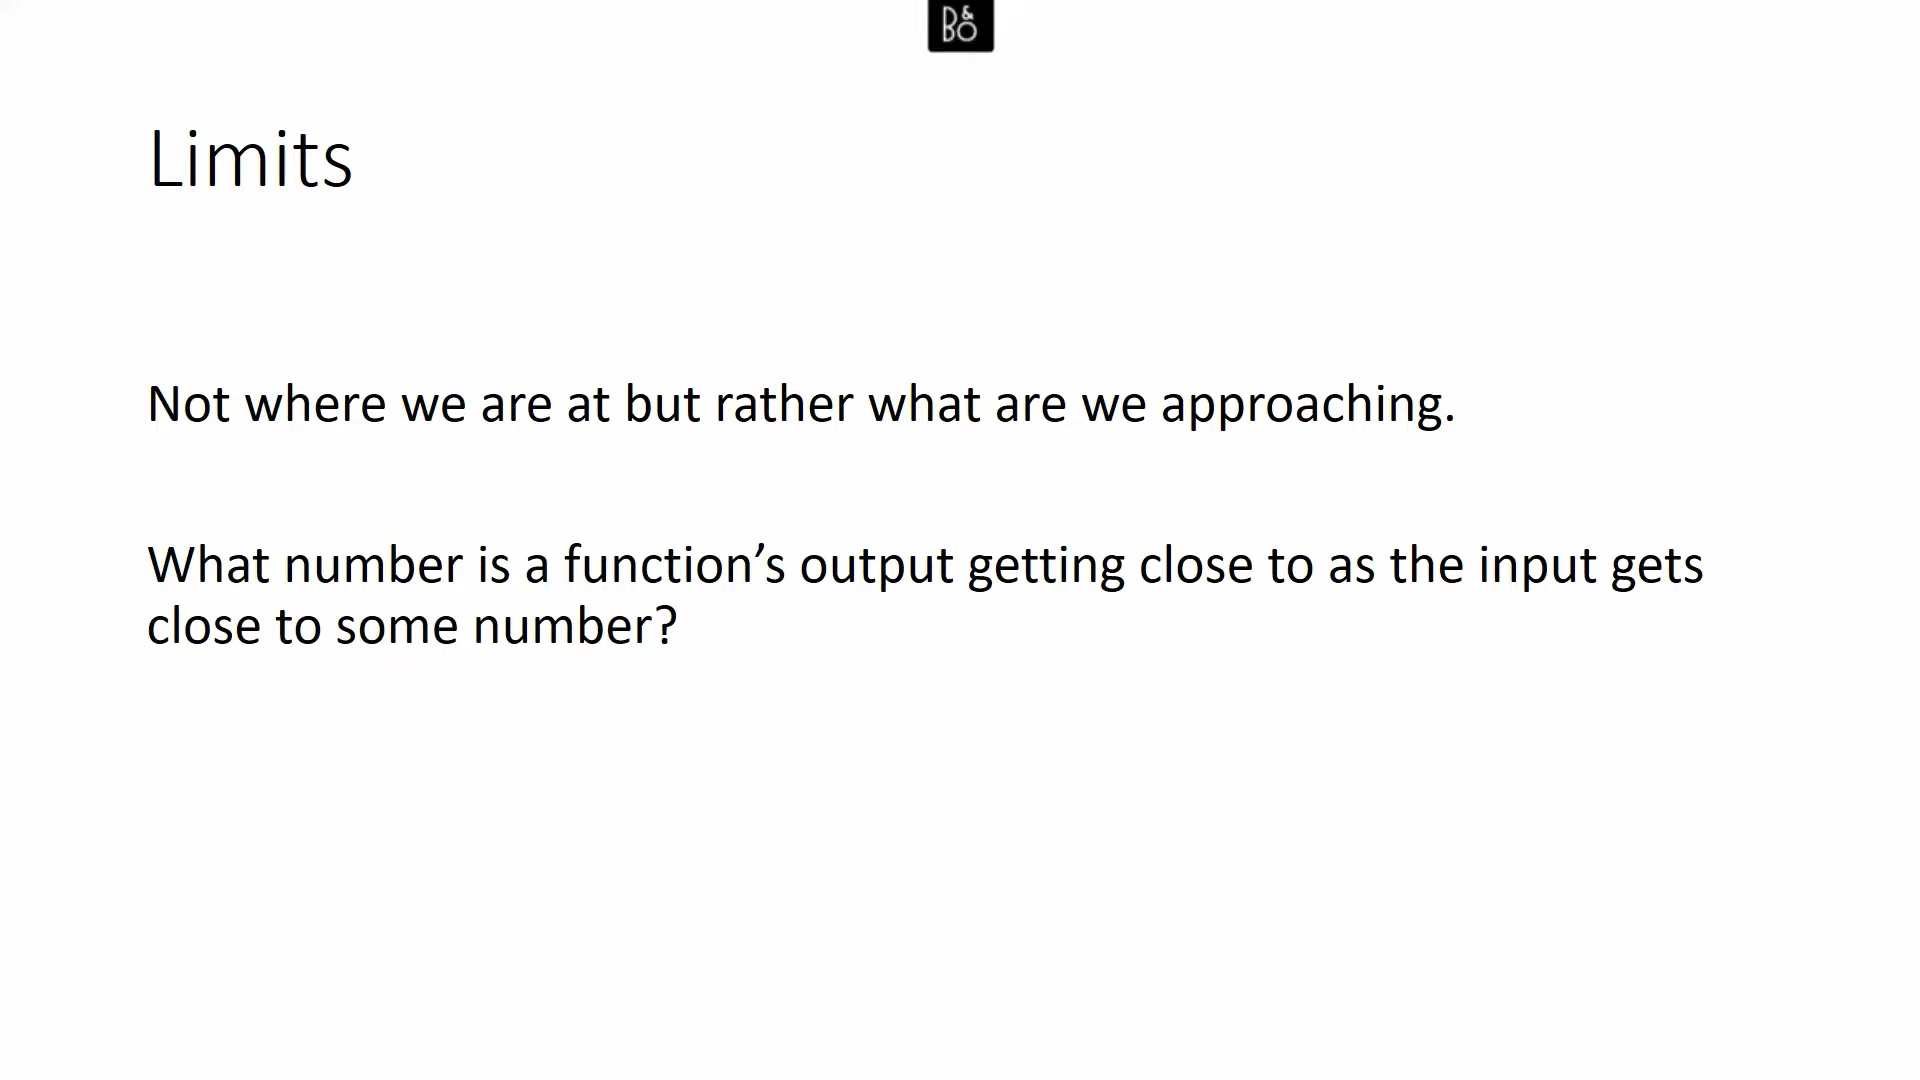 B&O
Limits
Not where we are at but rather what are we approaching.
What number is a function’s output getting close to as the input gets
close to some number?